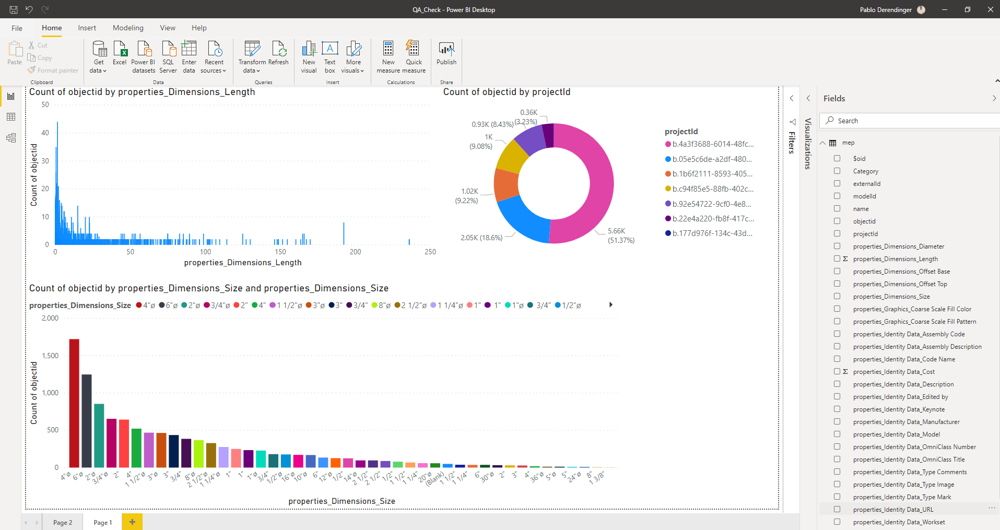 QA_Check - Power BI Desktop
Pablo Derendinger
File
Home
Insert
Modeling
View
Help
Paste
Cut
Copy
Format painter
Clipboard
Get data
Excel
Power BI datasets
SQL Server
Enter data
Recent sources
Data
Transform data
Refresh
Queries
New visual
Text box
More visuals
Insert
New measure
Quick measure
Calculations
Publish
Share
Count of objectid by properties_Dimensions_Length
Count of objectid
50
40
30
20
10
0
0 50 100 150 200 250
properties_Dimensions_Length
Count of objectid by projectId
0.36K
(3.23%)
0.93K (8.43%)
1K
(9.08%)
1.02K
(9.22%)
2.05K (18.6%)
5.66K
(51.37%)
projectId
b.4a3f3688-6014-48fc...
b.05e5c6de-a2df-480...
b.1b6f2111-8593-405...
b.c94f85e5-88fb-402c...
b.92e54722-9cf0-4e8...
b.22e4a220-fb8f-417c...
b.177d976f-134c-43d...
Count of objectid by properties_Dimensions_Size and properties_Dimensions_Size
properties_Dimensions_Size 4"ø 6"ø 2"ø 3/4"ø 2" 4" 1 1/2"ø 3"ø 3" 3/4" 8"ø 2 1/2"ø 1 1/4"ø 1" 1" 1"ø 3/4" 1/2"ø
Count of objectid
2,000
1,500
1,000
500
0
4"ø 6"ø 2"ø 3/4"ø 2" 4" 1 1/2"ø 3"ø 3" 3/4" 8"ø 2 1/2"ø 1 1/4"ø 1" 1" 1"ø 3/4" 1/2"ø 16"ø 10"ø 6" 12"ø 1/2" 14"ø 2 1/2" 2 1/2" 1/2" 1 1/2" 1 1/4" 20"ø (Blank) 1 1/2" 1 1/4" 6" 30"ø 2" 3" 4" 36"ø 5"ø 5" 24"ø 8" 1 3/8"
properties_Dimensions_Size
Page 2
Page 1
+
Filters
Visualizations
Fields
Search
mep
$oid
Category
externalId
modelId
name
objectid
projectId
properties_Dimensions_Diameter
Σ properties_Dimensions_Length
properties_Dimensions_Offset Base
properties_Dimensions_Offset Top
properties_Dimensions_Size
properties_Graphics_Coarse Scale Fill Color
properties_Graphics_Coarse Scale Fill Pattern
properties_Identity Data_Assembly Code
properties_Identity Data_Assembly Description
properties_Identity Data_Code Name
Σ properties_Identity Data_Cost
properties_Identity Data_Description
properties_Identity Data_Edited by
properties_Identity Data_Keynote
properties_Identity Data_Manufacturer
properties_Identity Data_Model
properties_Identity Data_OmniClass Number
properties_Identity Data_OmniClass Title
properties_Identity Data_Type Comments
properties_Identity Data_Type Image
properties_Identity Data_Type Mark
properties_Identity Data_URL
...
properties_Identity Data_Workset